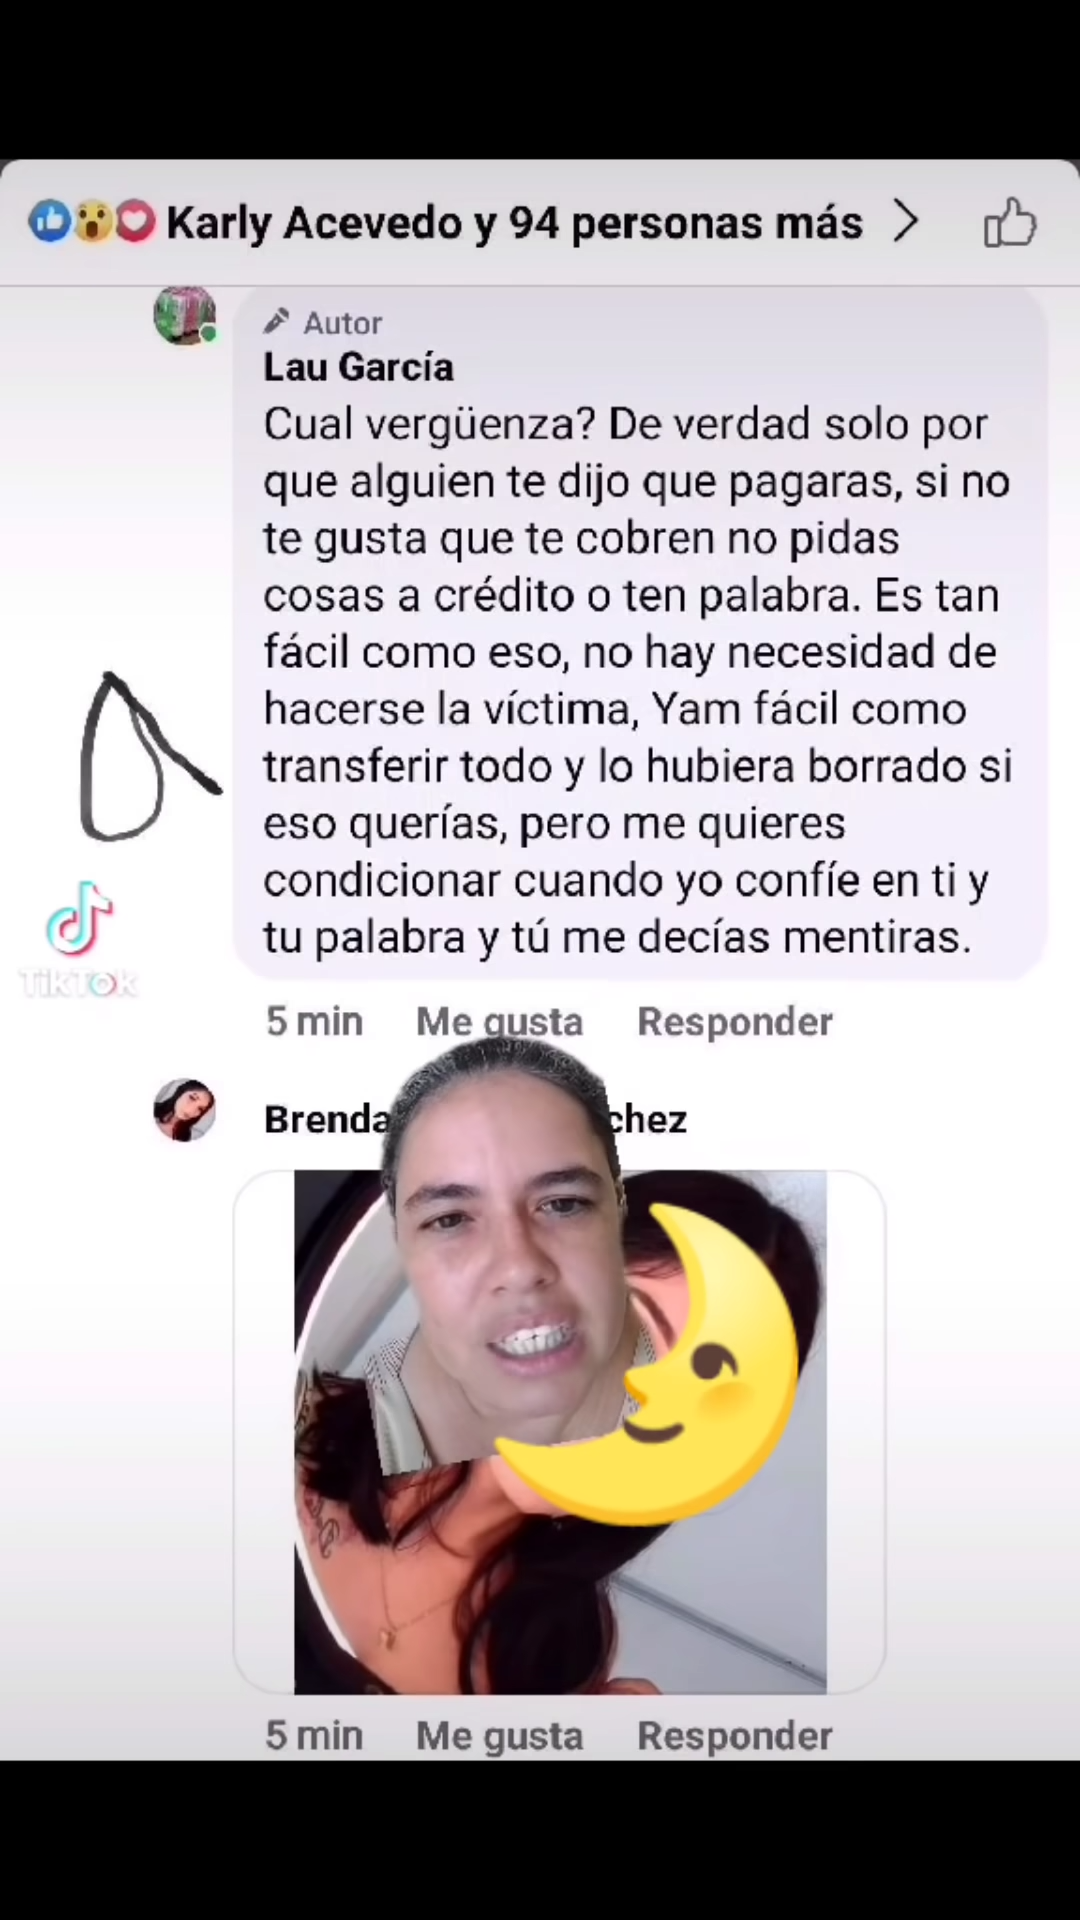 Karly Acevedo y 94 personas más
Autor
Lau García
Cual vergüenza? De verdad solo por
que alguien te dijo que pagaras, si no
te gusta que te cobren no pidas
cosas a crédito o ten palabra. Es tan
fácil como eso, no hay necesidad de
hacerse la víctima, Yam fácil como
transferir todo y lo hubiera borrado si
eso querías, pero me quieres
condicionar cuando yo confíe en ti y
tu palabra y tú me decías mentiras.
TikTok
5 min Me gusta Responder
Brenda chez
5 min Me gusta Responder